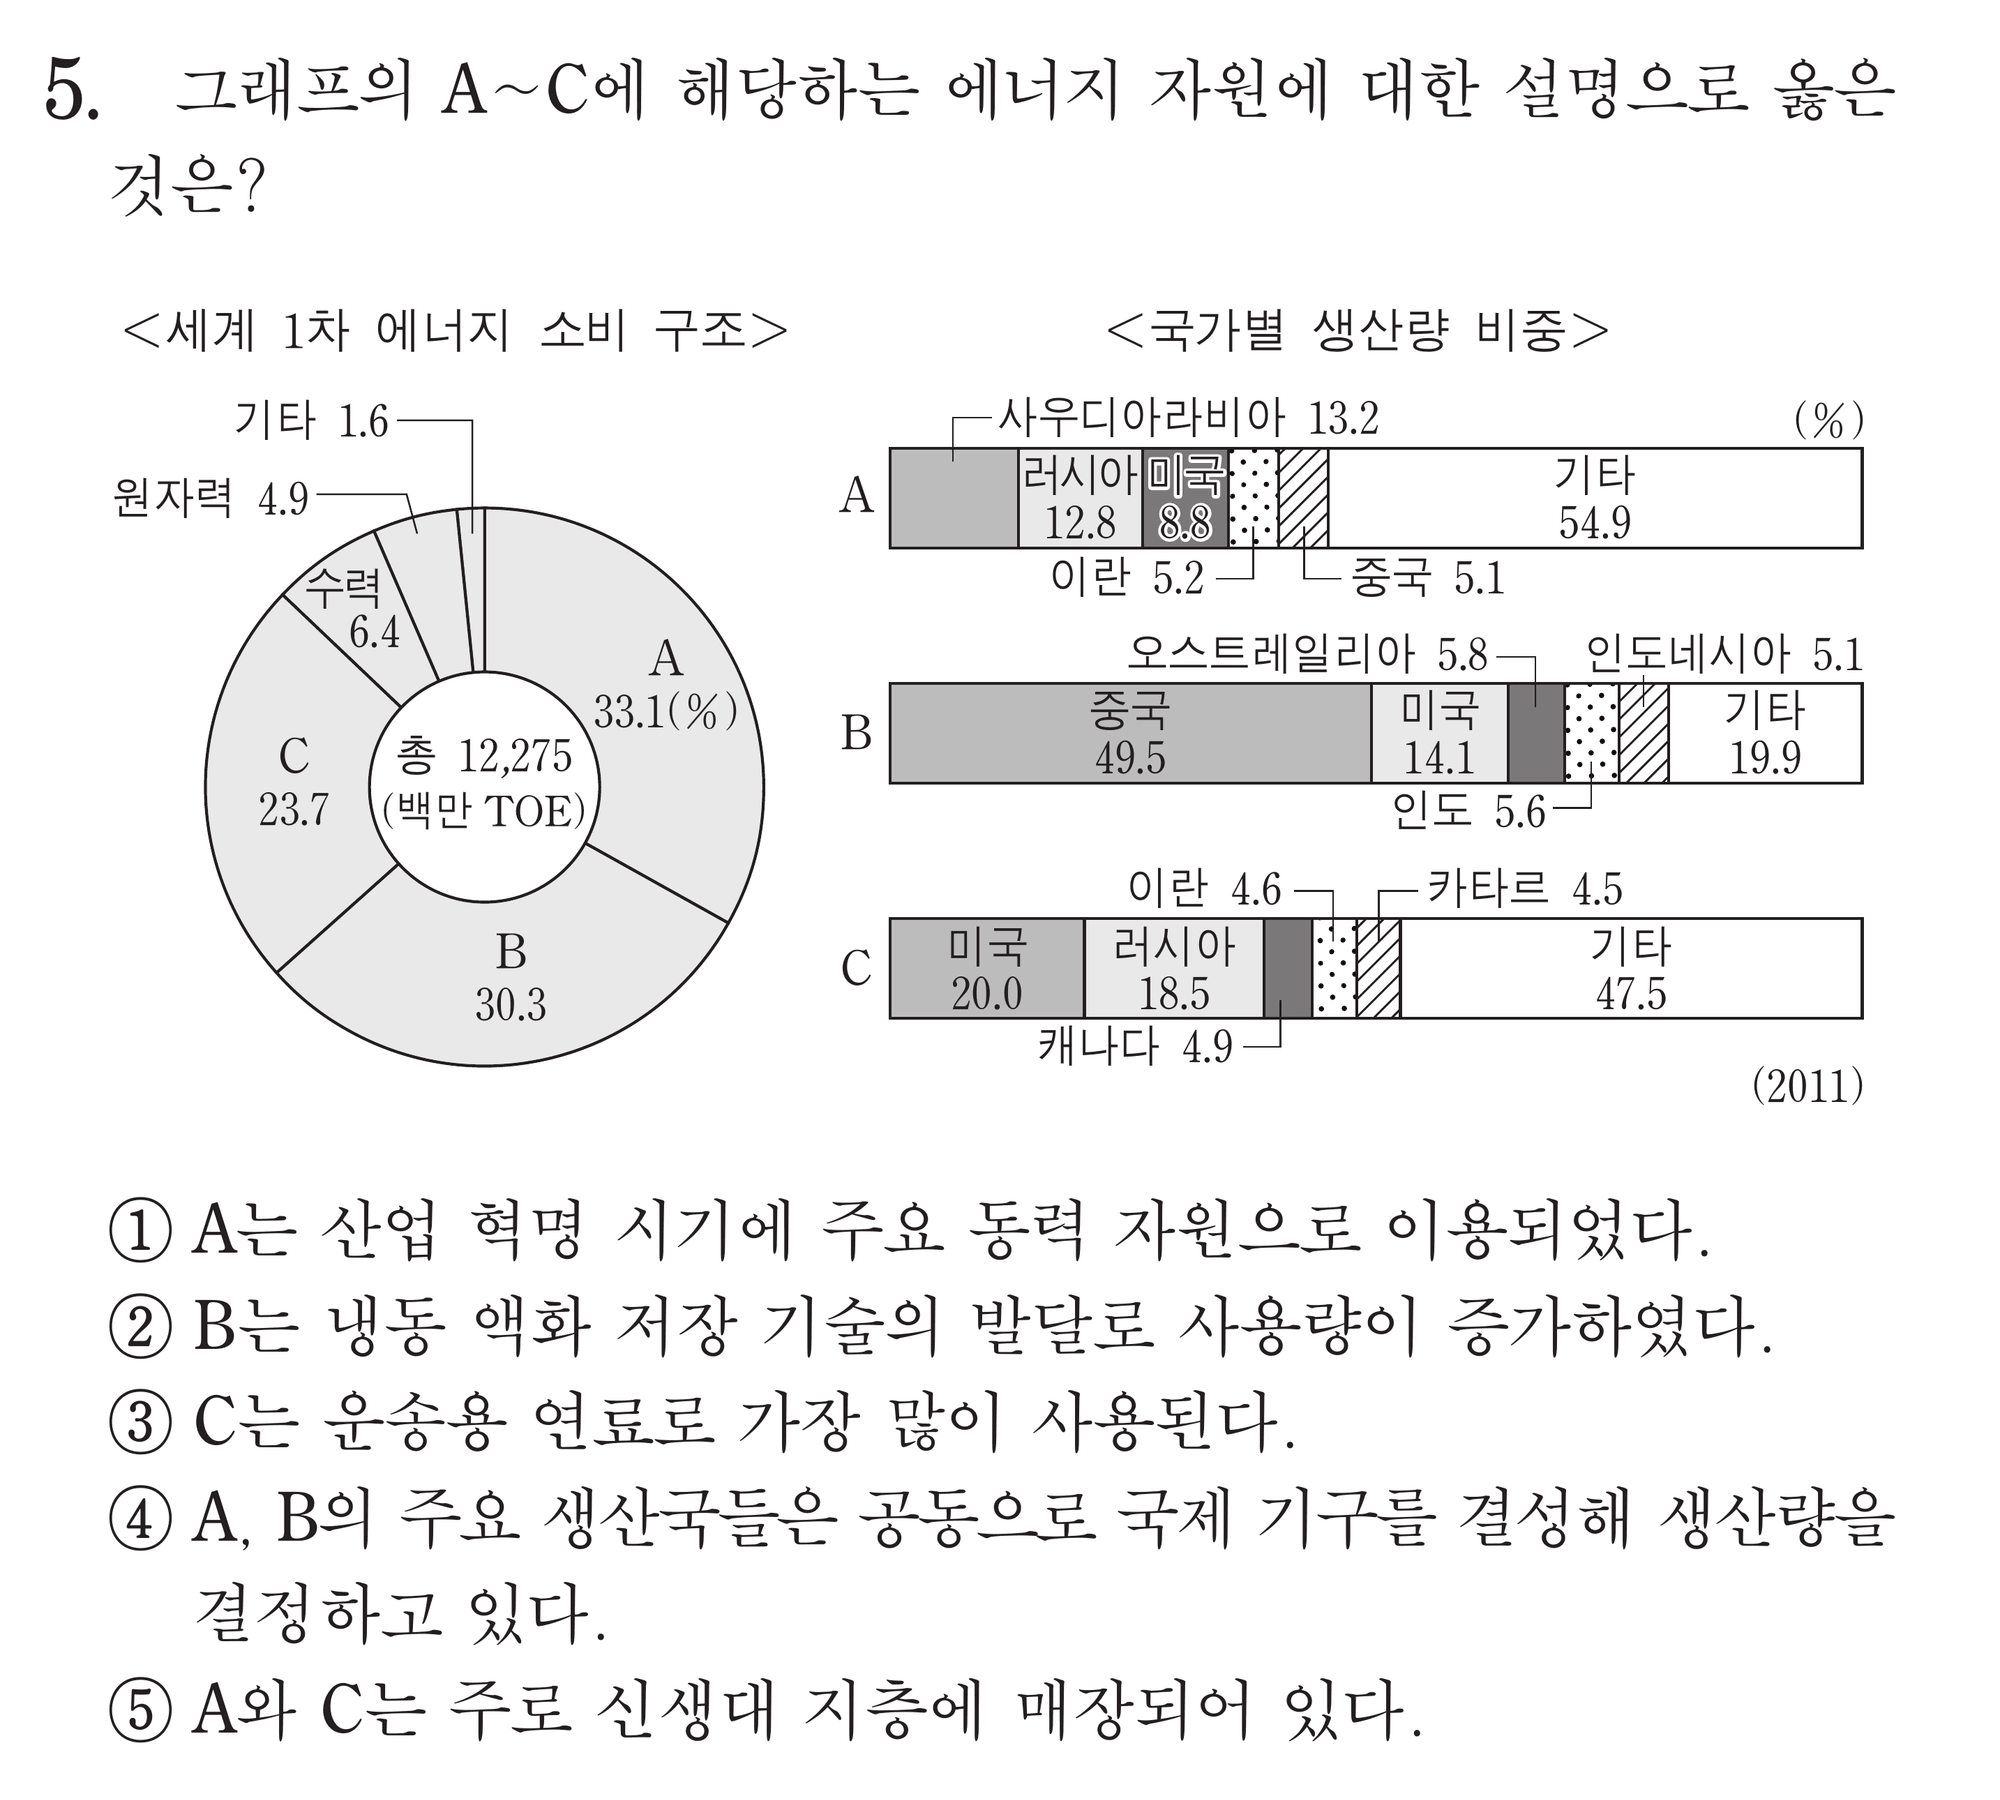 5. 그래프의 A～C에 해당하는 에너지 자원에 대한 설명으로 옳은
것은?
<세계 1차 에너지 소비 구조>
기타 1.6
원자력 4.9
수력
6.4
A
33.1(%)
C
23.7
총 12,275
(백만 TOE)
B
30.3
<국가별 생산량 비중>
(%)
사우디아라비아 13.2
A
러시아
12.8
미국
8.8
기타
54.9
이란 5.2
중국 5.1
오스트레일리아 5.8
인도네시아 5.1
B
중국
49.5
미국
14.1
기타
19.9
인도 5.6
이란 4.6
카타르 4.5
C
미국
20.0
러시아
18.5
기타
47.5
캐나다 4.9
(2011)
① A는 산업 혁명 시기에 주요 동력 자원으로 이용되었다.
② B는 냉동 액화 저장 기술의 발달로 사용량이 증가하였다.
③ C는 운송용 연료로 가장 많이 사용된다.
④ A, B의 주요 생산국들은 공동으로 국제 기구를 결성해 생산량을
결정하고 있다.
⑤ A와 C는 주로 신생대 지층에 매장되어 있다.